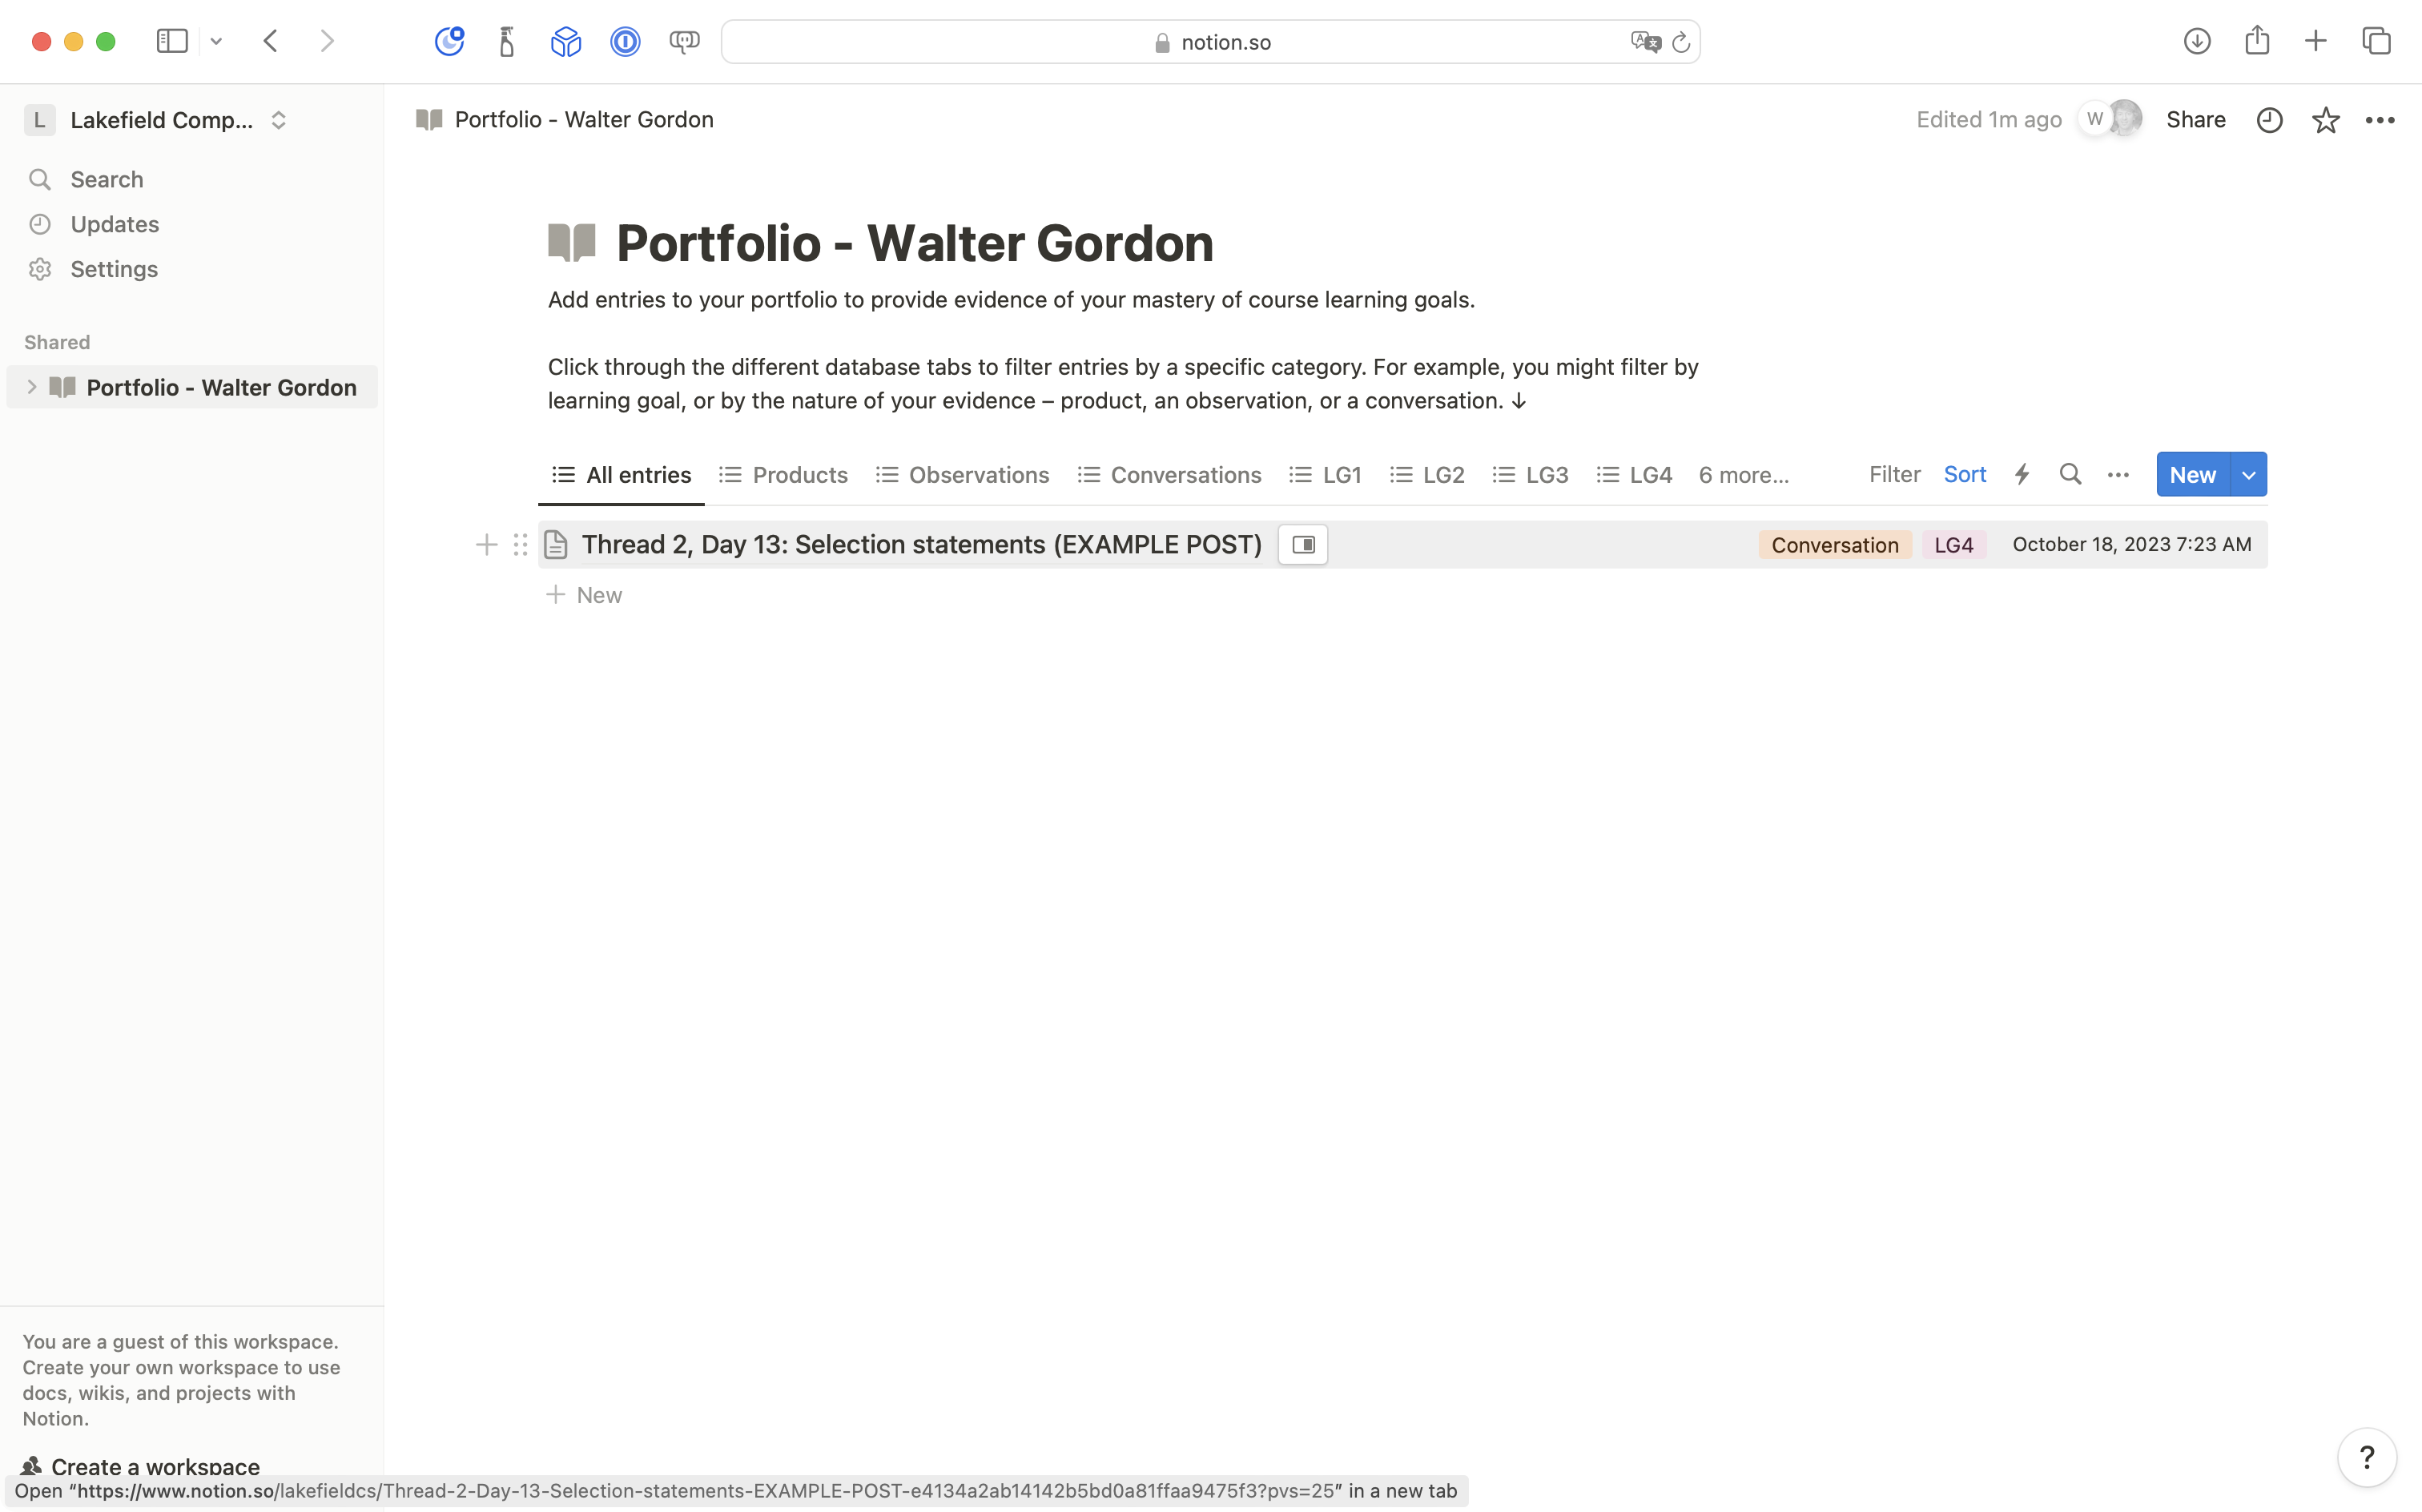 notion.so
L Lakefield Comp...
Portfolio - Walter Gordon
Edited 1m ago W Share
Search
Updates
Settings
Shared
Portfolio - Walter Gordon
Portfolio - Walter Gordon
Add entries to your portfolio to provide evidence of your mastery of course learning goals.
Click through the different database tabs to filter entries by a specific category. For example, you might filter by
learning goal, or by the nature of your evidence – product, an observation, or a conversation. ↓
All entries Products Observations Conversations LG1 LG2 LG3 LG4 6 more... Filter Sort New
Thread 2, Day 13: Selection statements (EXAMPLE POST) Conversation LG4 October 18, 2023 7:23 AM
New
You are a guest of this workspace.
Create your own workspace to use
docs, wikis, and projects with
Notion.
Create a workspace
Open “https://www.notion.so/lakefieldcs/Thread-2-Day-13-Selection-statements-EXAMPLE-POST-e4134a2ab14142b5bd0a81ffaa9475f3?pvs=25” in a new tab
?